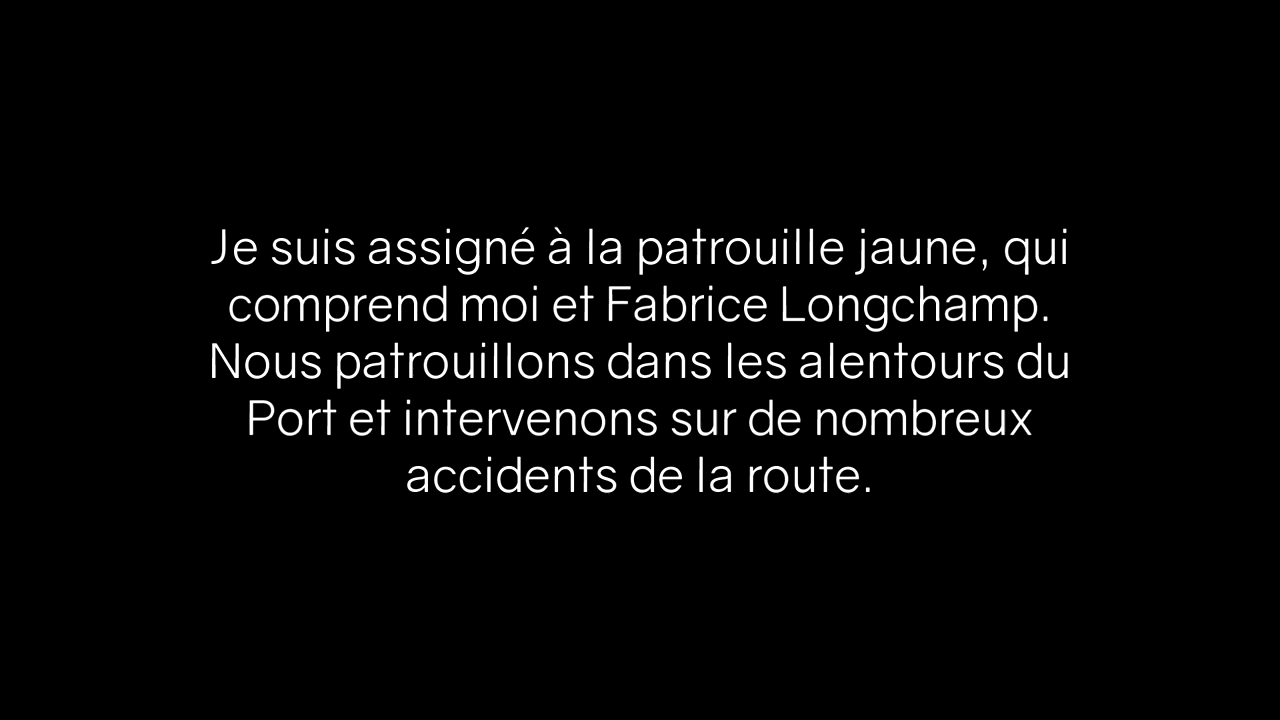 Je suis assigné à la patrouille jaune, qui
comprend moi et Fabrice Longchamp.
Nous patrouillons dans les alentours du
Port et intervenons sur de nombreux
accidents de la route.